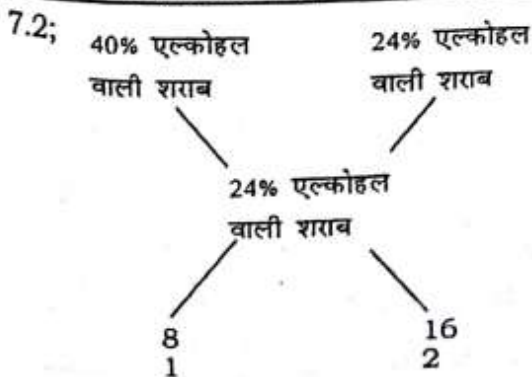 7.2;
40% एल्कोहल 24% एल्कोहल
वाली शराब वाली शराब
24% एल्कोहल
वाली शराब
8 16
1 2